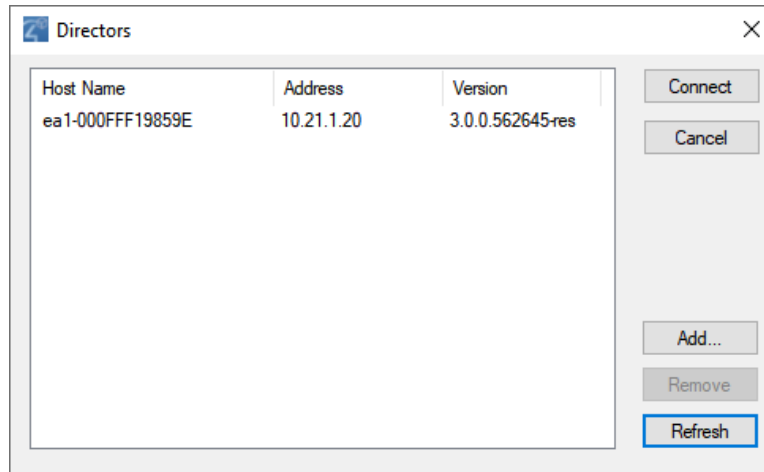 Directors
Host Name Address Version
ea1-000FFF19859E 10.21.1.20 3.0.0.562645-res
Connect
Cancel
Add...
Remove
Refresh